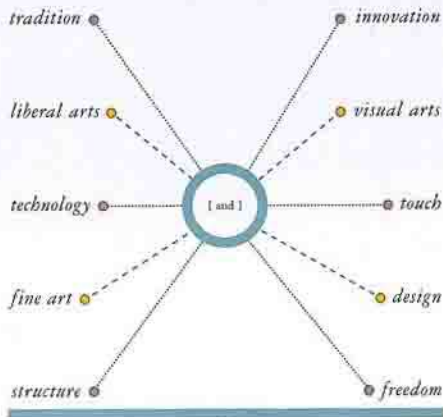 tradition innovation
liberal arts visual arts
technology [ and ] touch
fine art design
structure freedom